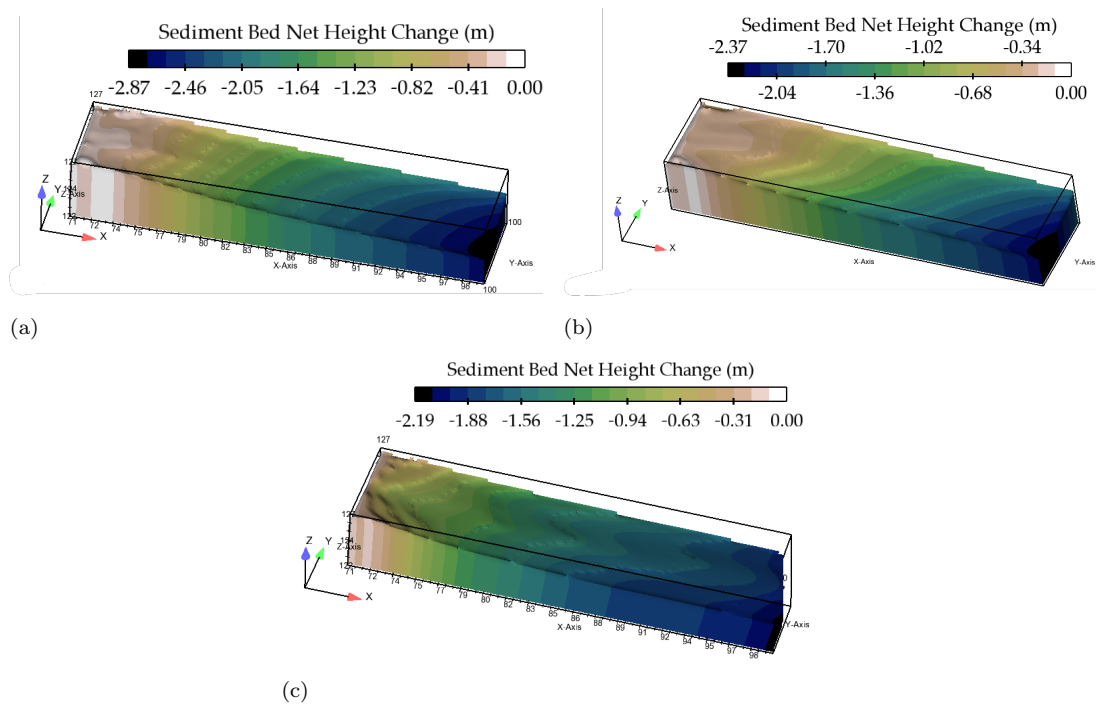 Sediment Bed Net Height Change (m)
-2.87 -2.46 -2.05 -1.64 -1.23 -0.82 -0.41 0.00
127
Z
Y
Z-Axis
X
71 72 74 75 77 79 80 82 83 85 86 88 89 91 92 94 95 97 98 100
X-Axis
Y-Axis
100
(a)
Sediment Bed Net Height Change (m)
-2.37 -1.70 -1.02 -0.34
-2.04 -1.36 -0.68 0.00
Z-Axis
Z
Y
X
X-Axis
Y-Axis
(b)
Sediment Bed Net Height Change (m)
-2.19 -1.88 -1.56 -1.25 -0.94 -0.63 -0.31 0.00
127
Z
Y
Z-Axis
X
71 72 74 75 77 79 80 82 83 85 86 88 89 91 92 94 95 97 98
X-Axis
Y-Axis
(c)